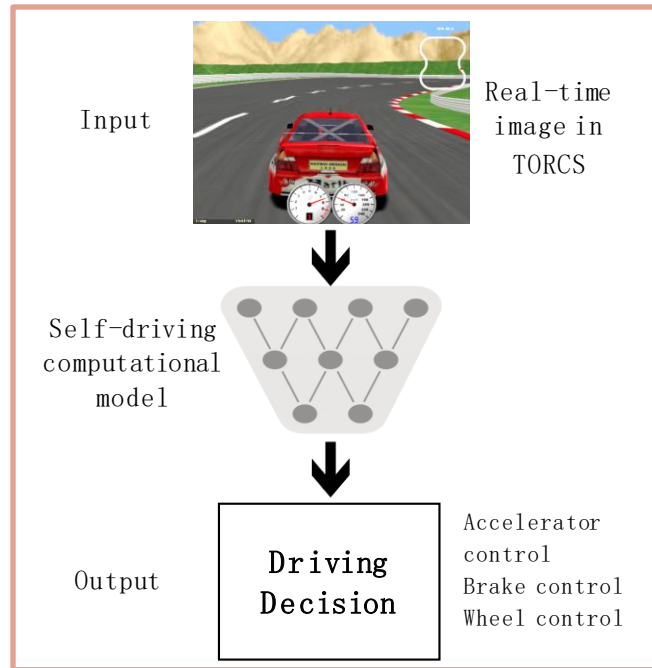 Input
Real-time
image in
TORCS
59
Self-driving
computational
model
Driving
Decision
Output
Accelerator
control
Brake control
Wheel control